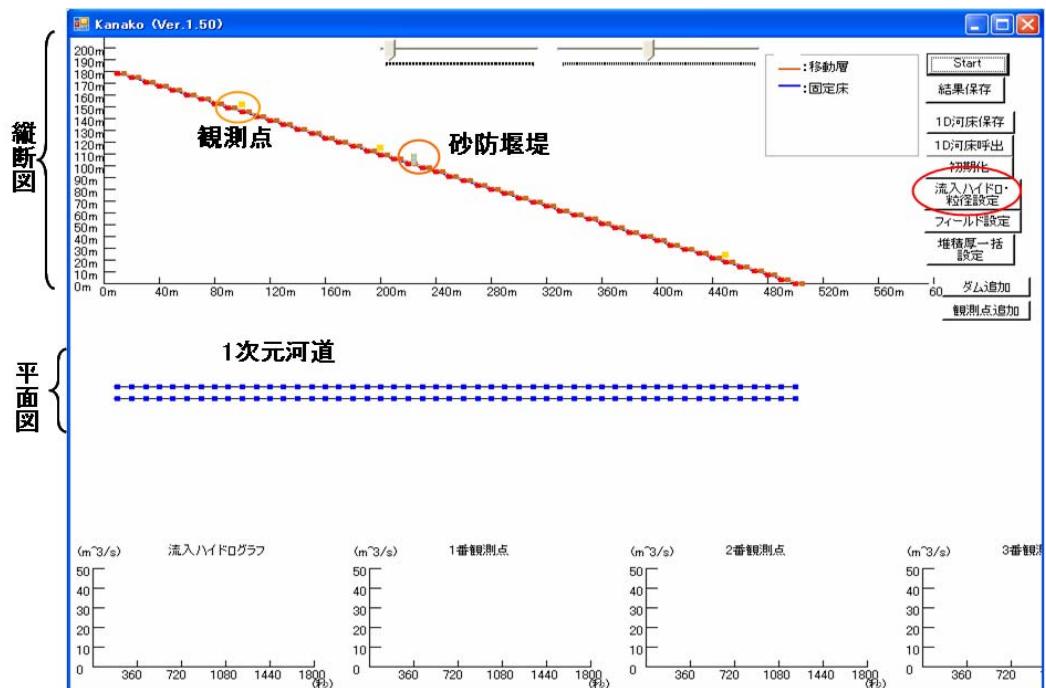 Kanako (Ver.1.50)
縦断図
200m
190m
180m
170m
160m
150m
140m
130m
120m
110m
100m
90m
80m
70m
60m
50m
40m
30m
20m
10m
0m
0m 40m 80m 120m 160m 200m 240m 280m 320m 360m 400m 440m 480m 520m 560m 60
観測点
砂防堰堤
:移動層
:固定床
Start
結果保存
1D河床保存
1D河床呼出
初期化
流入ハイドロ・
粒径設定
フィールド設定
堆積厚一括
設定
ダム追加
観測点追加
平面図
1次元河道
(m^3/s) 流入ハイドログラフ
50
40
30
20
10
0
360 720 1080 1440 1800
(秒)
(m^3/s) 1番観測点
50
40
30
20
10
0
360 720 1080 1440 1800
(秒)
(m^3/s) 2番観測点
50
40
30
20
10
0
360 720 1080 1440 1800
(秒)
(m^3/s) 3番観
50
40
30
20
10
0
360 720